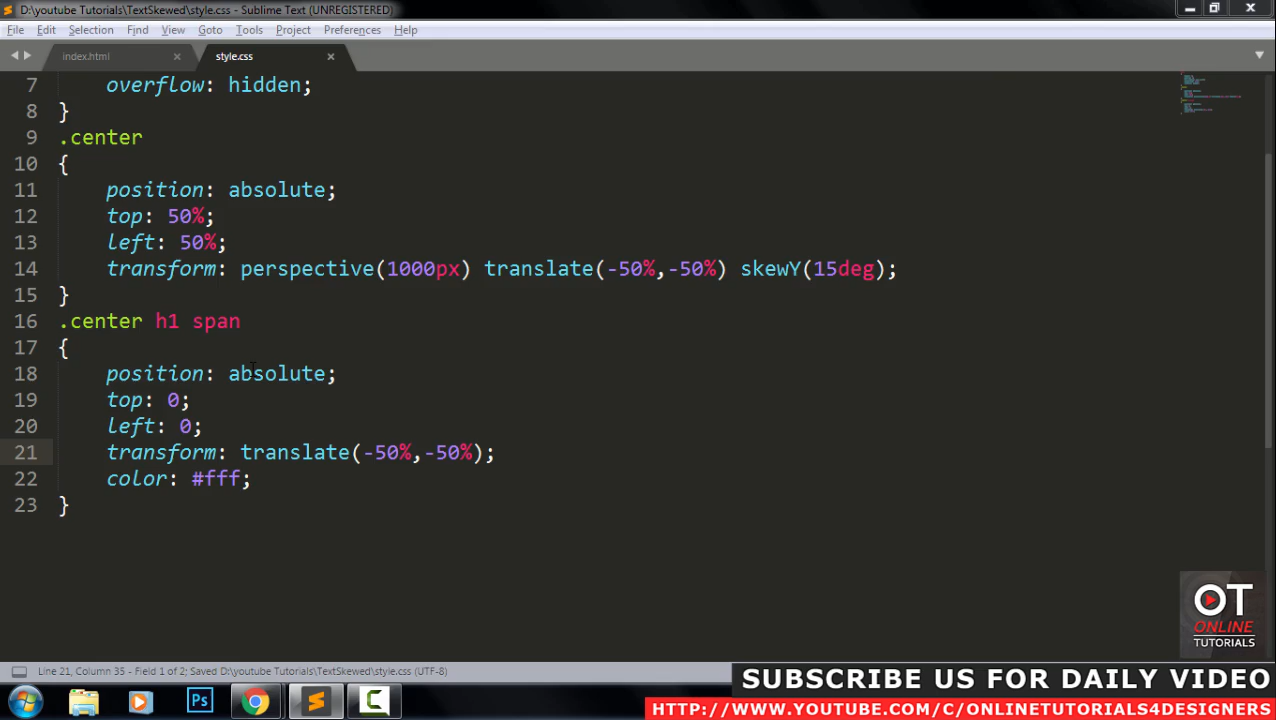 D:\youtube Tutorials\TextSkewed\style.css - Sublime Text (UNREGISTERED)
File Edit Selection Find View Goto Tools Project Preferences Help
index.html × style.css ×
7 overflow: hidden;
8 }
9 .center
10 {
11 position: absolute;
12 top: 50%;
13 left: 50%;
14 transform: perspective(1000px) translate(-50%,-50%) skewY(15deg);
15 }
16 .center h1 span
17 {
18 position: absolute;
19 top: 0;
20 left: 0;
21 transform: translate(-50%,-50%);
22 color: #fff;
23 }
OT
ONLINE
TUTORIALS
Line 21, Column 35 - Field 1 of 2; Saved D:\youtube Tutorials\TextSkewed\style.css (UTF-8)
SUBSCRIBE US FOR DAILY VIDEO
Ps
HTTP://WWW.YOUTUBE.COM/C/ONLINETUTORIALS4DESIGNERS